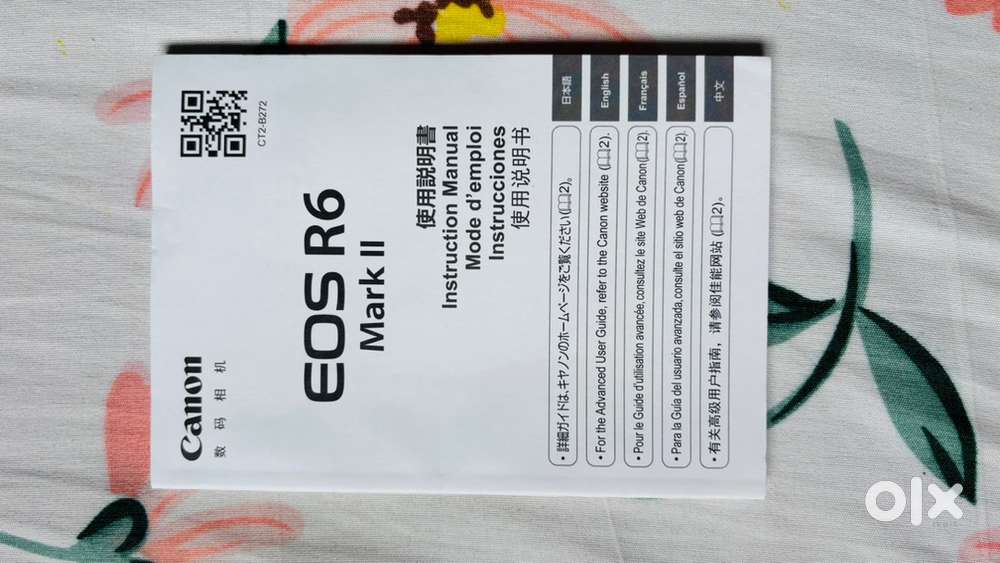 Canon
数 码 相 机
EOS R6
Mark II
CT2-B272
使用説明書
Instruction Manual
Mode d'emploi
Instrucciones
使用说明书
• 詳細ガイドは、キヤノンのホームページをご覧ください(2)。
日本語
• For the Advanced User Guide, refer to the Canon website (2).
English
• Pour le Guide d'utilisation avancée, consultez le site Web de Canon(2).
Français
• Para la Guía del usuario avanzada, consulte el sitio web de Canon(2).
Español
• 有关高级用户指南，请参阅佳能网站 (2)。
中文
olx